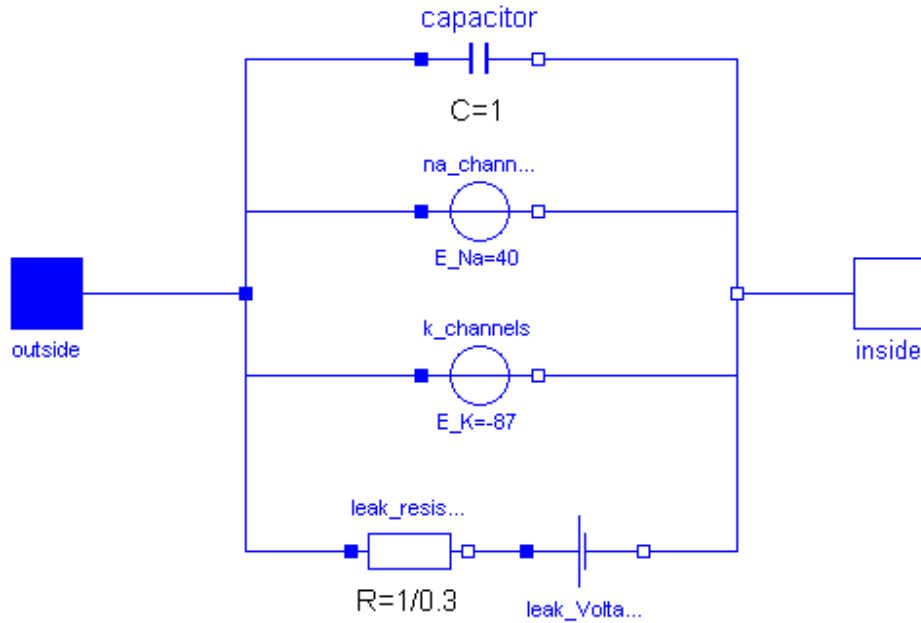 capacitor
C=1
na_chann...
E_Na=40
outside
inside
k_channels
E_K=-87
leak_resis...
R=1/0.3
leak_Volta...